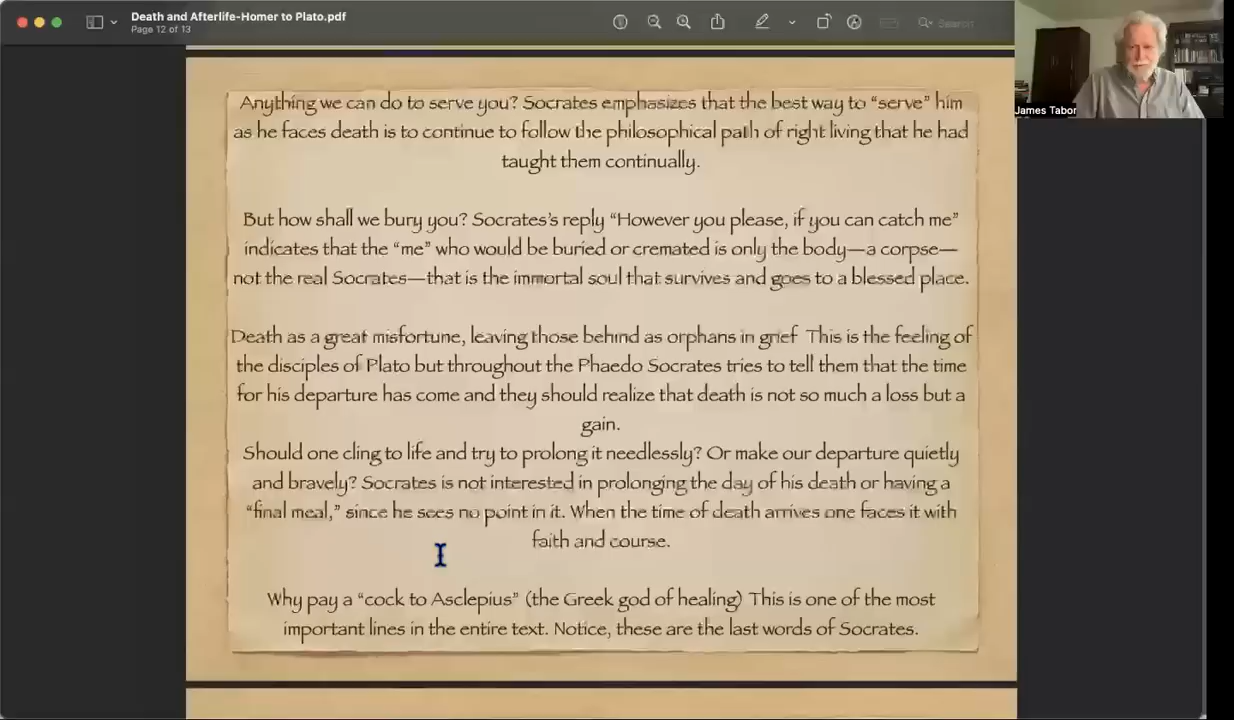 Death and Afterlife-Homer to Plato.pdf
Page 12 of 13
Search
James Tabor
Anything we can do to serve you? Socrates emphasizes that the best way to “serve” him
as he faces death is to continue to follow the philosophical path of right living that he had
taught them continually.
But how shall we bury you? Socrates’s reply “However you please, if you can catch me”
indicates that the “me” who would be buried or cremated is only the body—a corpse—
not the real Socrates—that is the immortal soul that survives and goes to a blessed place.
Death as a great misfortune, leaving those behind as orphans in grief This is the feeling of
the disciples of Plato but throughout the Phaedo Socrates tries to tell them that the time
for his departure has come and they should realize that death is not so much a loss but a
gain.
Should one cling to life and try to prolong it needlessly? Or make our departure quietly
and bravely? Socrates is not interested in prolonging the day of his death or having a
“final meal,” since he sees no point in it. When the time of death arrives one faces it with
faith and course.
Why pay a “cock to Asclepius” (the Greek god of healing) This is one of the most
important lines in the entire text. Notice, these are the last words of Socrates.